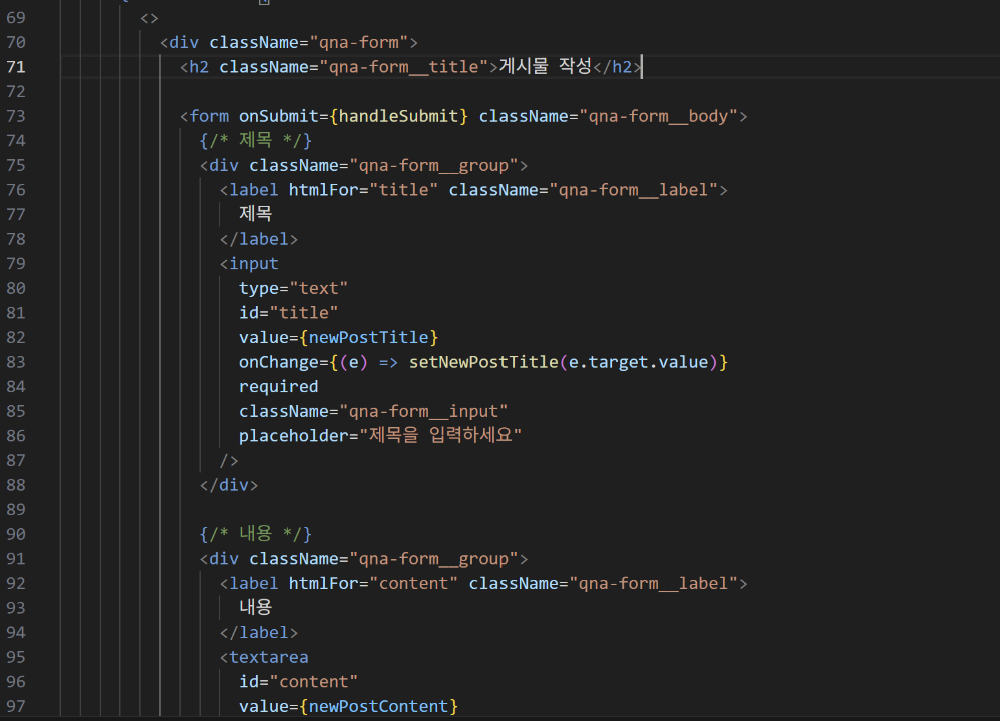 69 <>
70 <div className="qna-form">
71 <h2 className="qna-form__title">게시물 작성</h2>
72
73 <form onSubmit={handleSubmit} className="qna-form__body">
74 {/* 제목 */}
75 <div className="qna-form__group">
76 <label htmlFor="title" className="qna-form__label">
77 제목
78 </label>
79 <input
80 type="text"
81 id="title"
82 value={newPostTitle}
83 onChange={(e) => setNewPostTitle(e.target.value)}
84 required
85 className="qna-form__input"
86 placeholder="제목을 입력하세요"
87 />
88 </div>
89
90 {/* 내용 */}
91 <div className="qna-form__group">
92 <label htmlFor="content" className="qna-form__label">
93 내용
94 </label>
95 <textarea
96 id="content"
97 value={newPostContent}